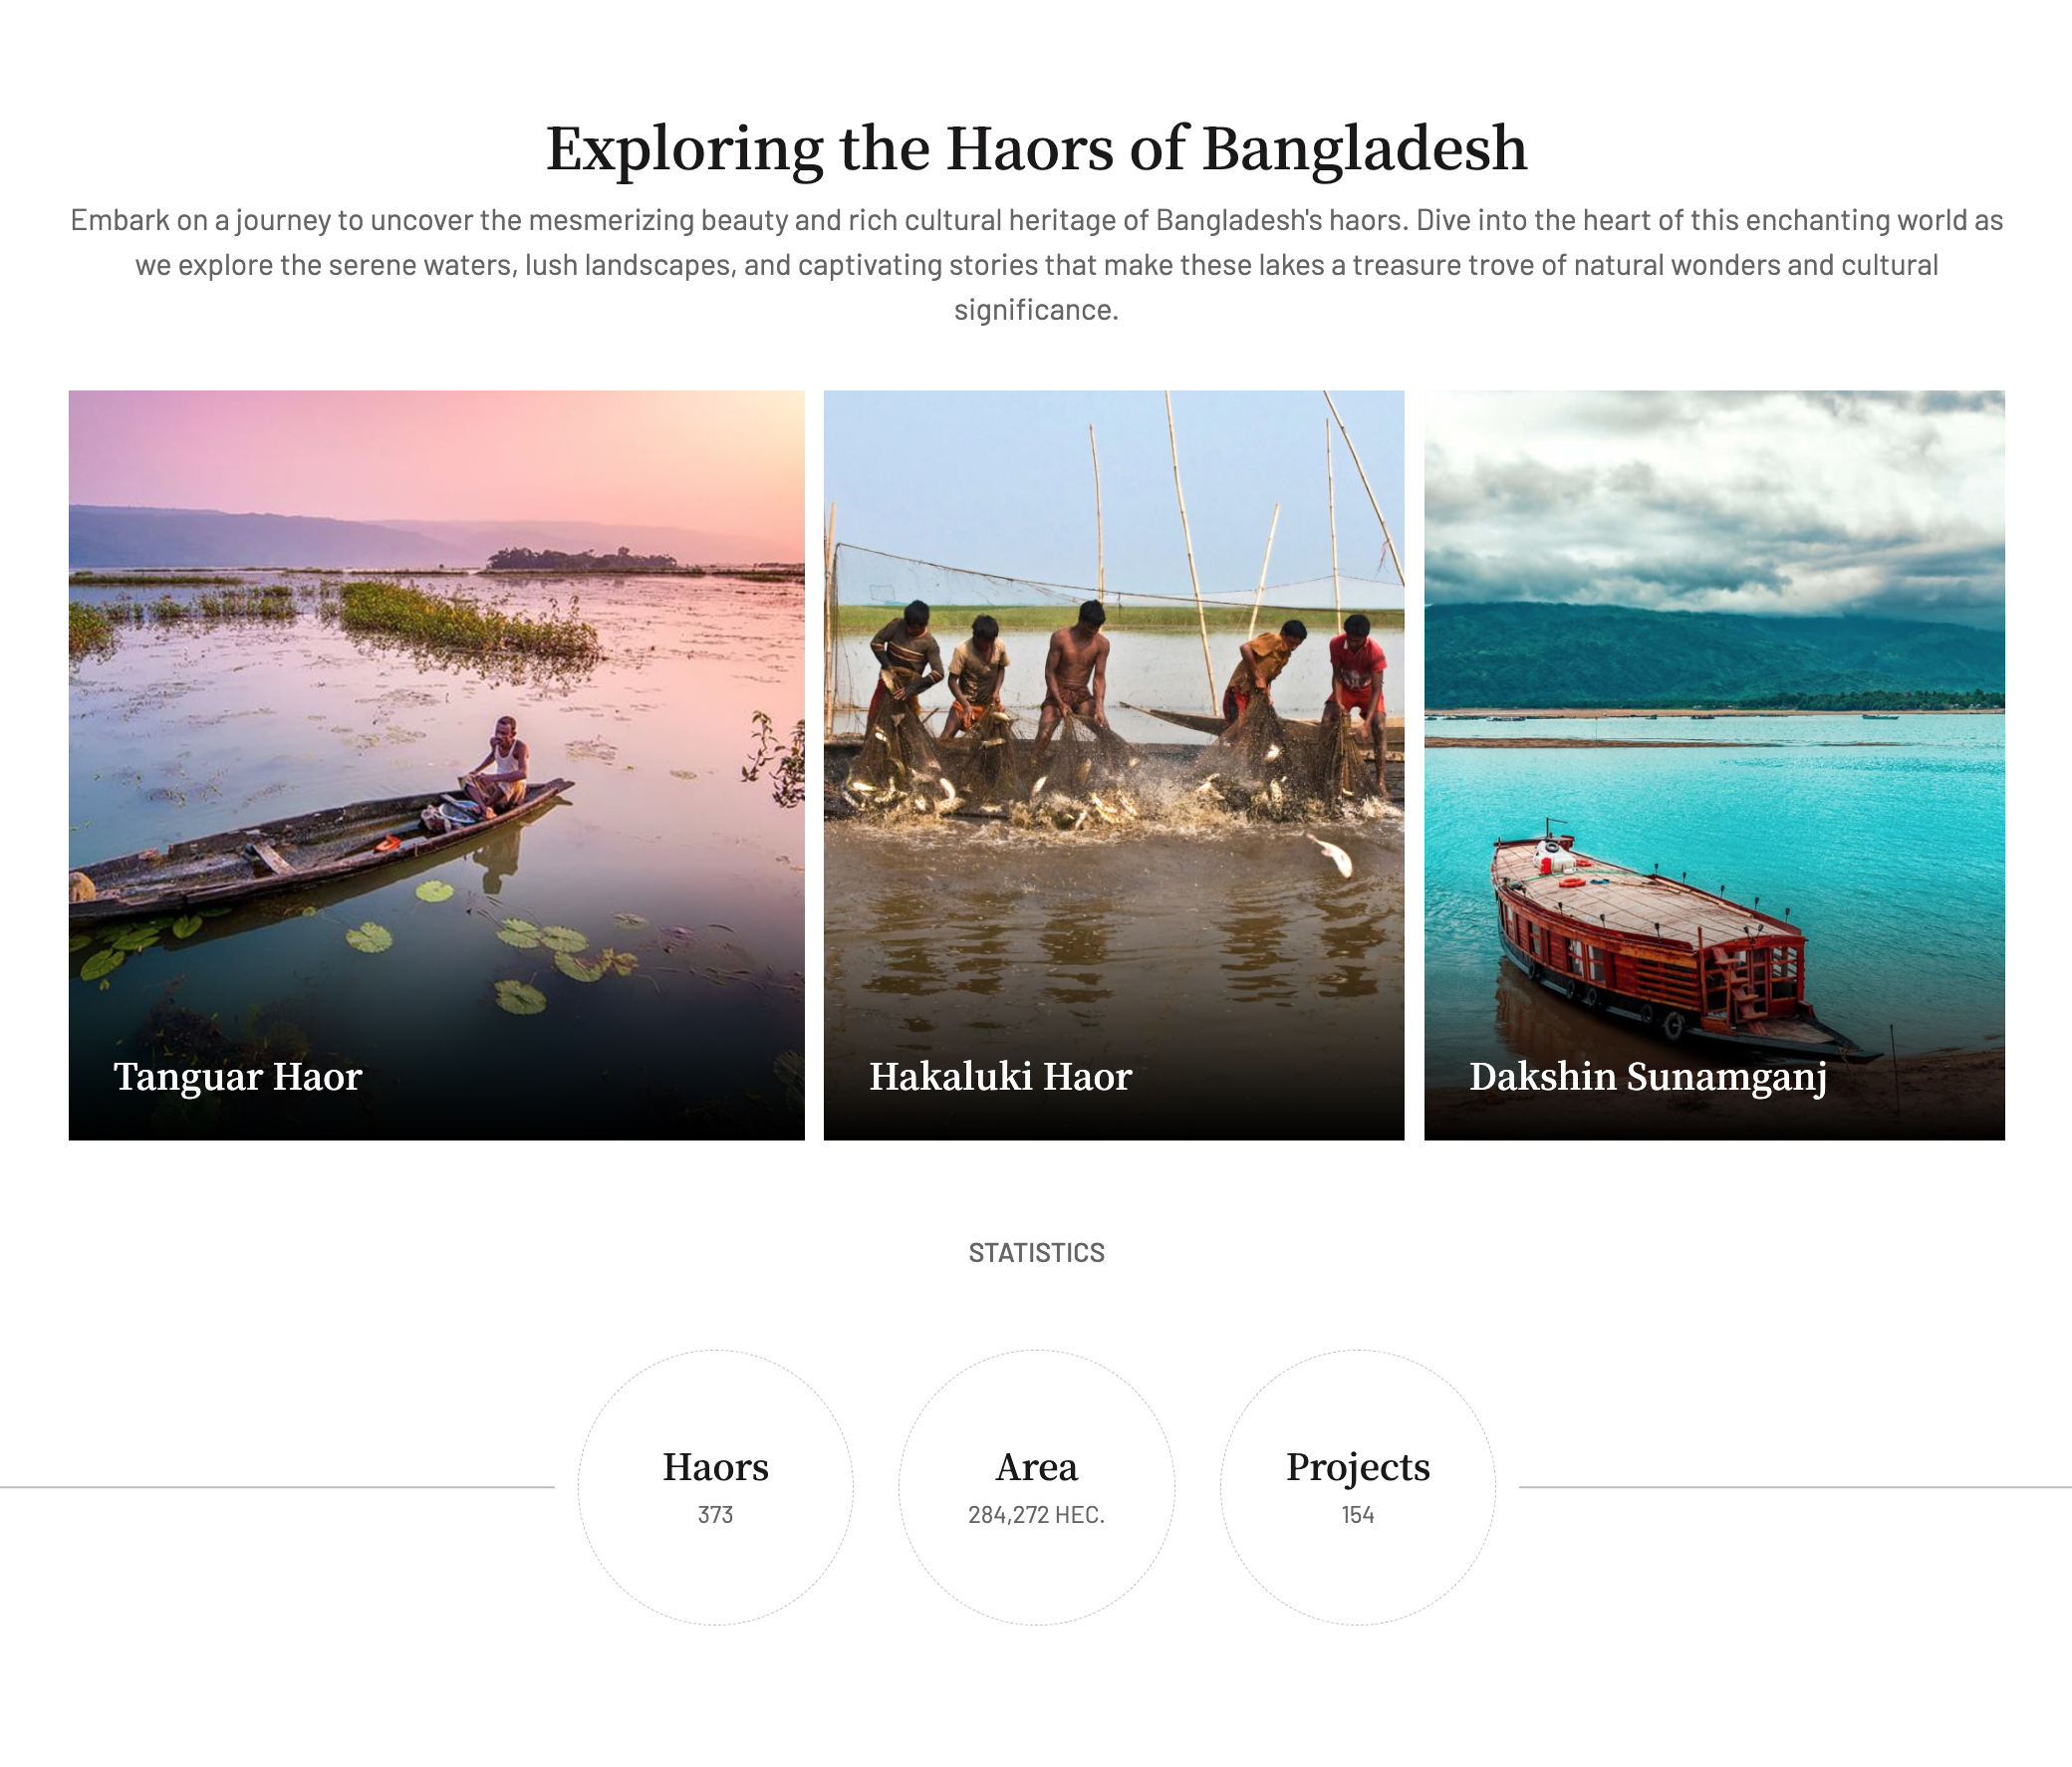 Exploring the Haors of Bangladesh
Embark on a journey to uncover the mesmerizing beauty and rich cultural heritage of Bangladesh's haors. Dive into the heart of this enchanting world as
we explore the serene waters, lush landscapes, and captivating stories that make these lakes a treasure trove of natural wonders and cultural
significance.
Tanguar Haor
Hakaluki Haor
Dakshin Sunamganj
STATISTICS
Haors
373
Area
284,272 HEC.
Projects
154